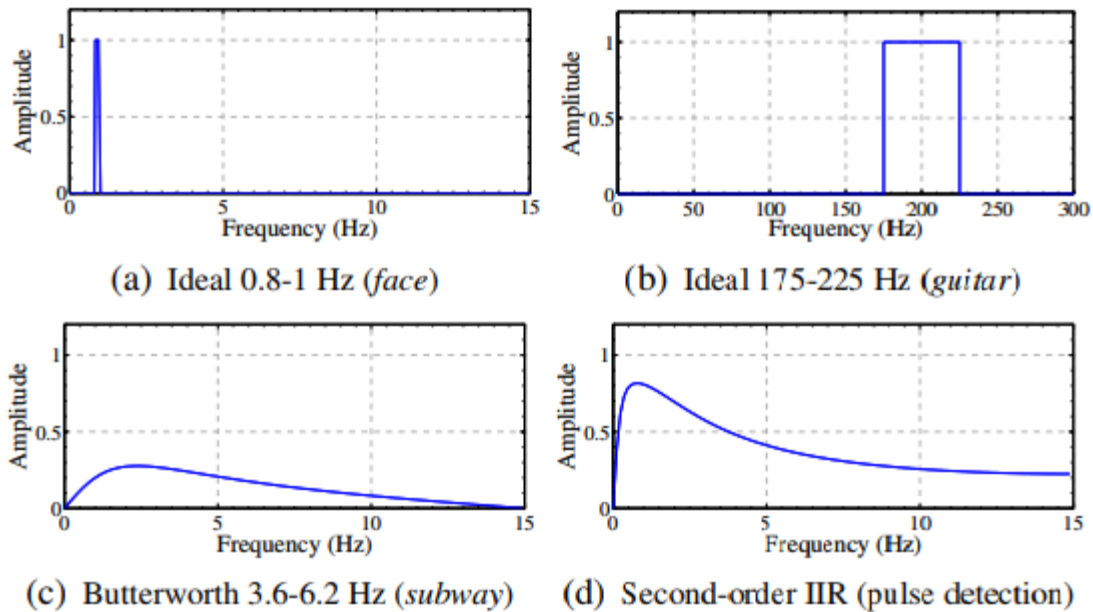 Amplitude
1
0.5
0
0 5 10 15
Frequency (Hz)
(a) Ideal 0.8-1 Hz (face)
Amplitude
1
0.5
0
0 50 100 150 200 250 300
Frequency (Hz)
(b) Ideal 175-225 Hz (guitar)
Amplitude
1
0.5
0
0 5 10 15
Frequency (Hz)
(c) Butterworth 3.6-6.2 Hz (subway)
Amplitude
1
0.5
0
0 5 10 15
Frequency (Hz)
(d) Second-order IIR (pulse detection)